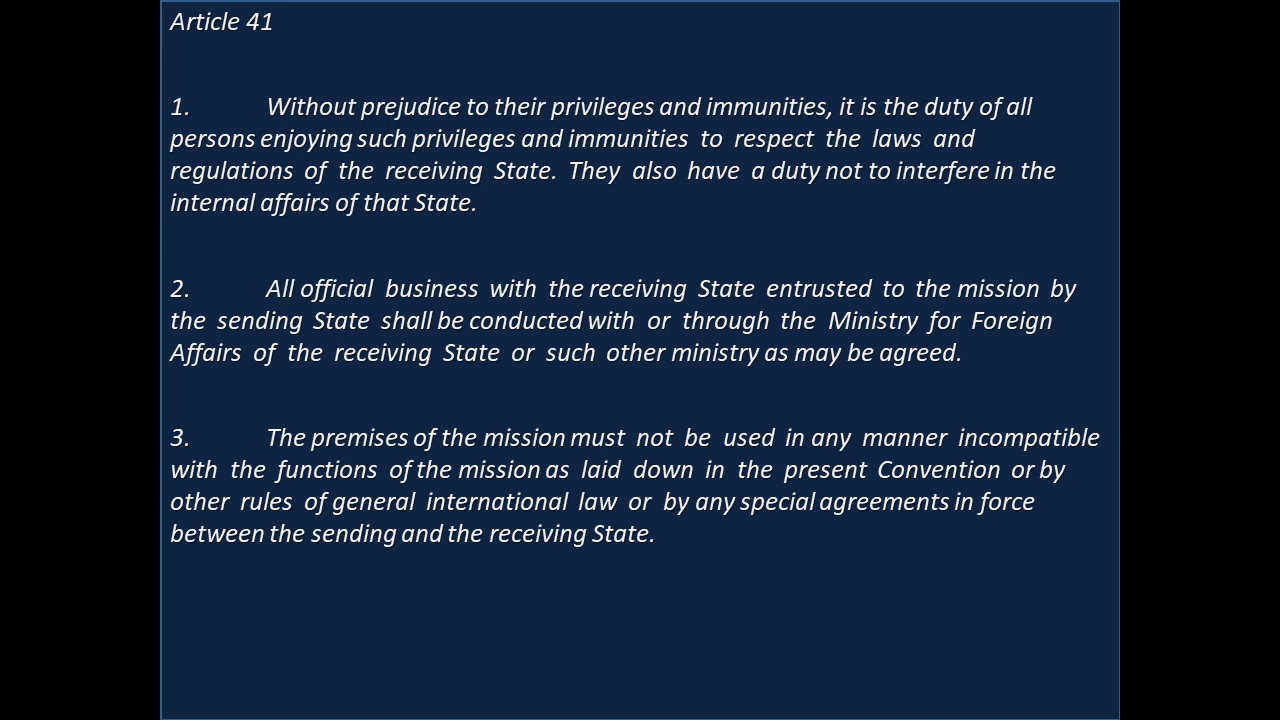 Article 41
1. Without prejudice to their privileges and immunities, it is the duty of all
persons enjoying such privileges and immunities to respect the laws and
regulations of the receiving State. They also have a duty not to interfere in the
internal affairs of that State.
2. All official business with the receiving State entrusted to the mission by
the sending State shall be conducted with or through the Ministry for Foreign
Affairs of the receiving State or such other ministry as may be agreed.
3. The premises of the mission must not be used in any manner incompatible
with the functions of the mission as laid down in the present Convention or by
other rules of general international law or by any special agreements in force
between the sending and the receiving State.